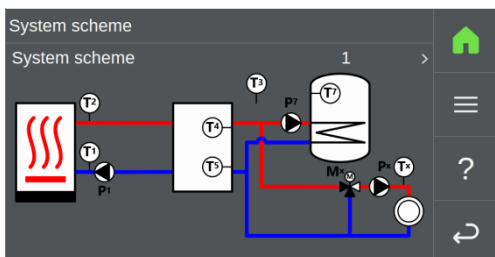 System scheme
System scheme 1 >
T3
T2
P7
T7
T4
T1
T5
Mx
M
Px
Tx
P1
?